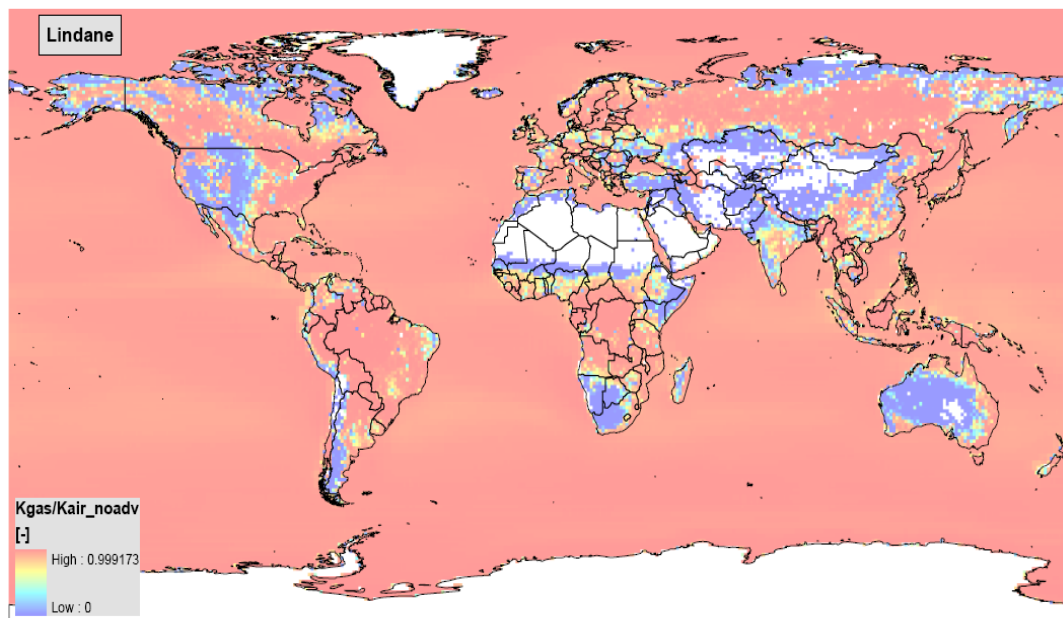 Lindane
Kgas/Kair_noadv
[-]
High : 0.999173
Low : 0